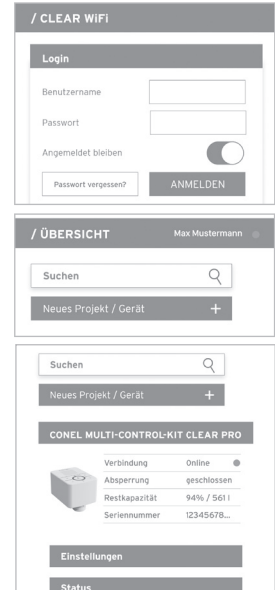 / CLEAR WiFi
Login
Benutzername
Passwort
Angemeldet bleiben
Passwort vergessen? ANMELDEN
/ ÜBERSICHT Max Mustermann
Suchen
Neues Projekt / Gerät +
Suchen
Neues Projekt / Gerät +
CONEL MULTI-CONTROL-KIT CLEAR PRO
Verbindung Online
Absperrung geschlossen
Restkapazität 94% / 561 l
Seriennummer 12345678...
Einstellungen
Status